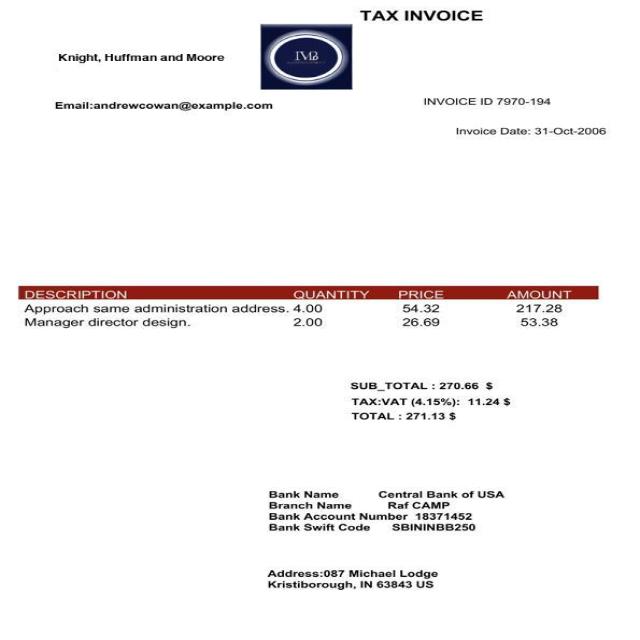 TAX INVOICE
Knight, Huffman and Moore
IMB
Email:andrewcowan@example.com
INVOICE ID 7970-194
Invoice Date: 31-Oct-2006
DESCRIPTION QUANTITY PRICE AMOUNT
Approach same administration address. 4.00 54.32 217.28
Manager director design. 2.00 26.69 53.38
SUB_TOTAL : 270.66 $
TAX:VAT (4.15%): 11.24 $
TOTAL : 271.13 $
Bank Name Central Bank of USA
Branch Name Raf CAMP
Bank Account Number 18371452
Bank Swift Code SBININBB250
Address:087 Michael Lodge
Kristiborough, IN 63843 US